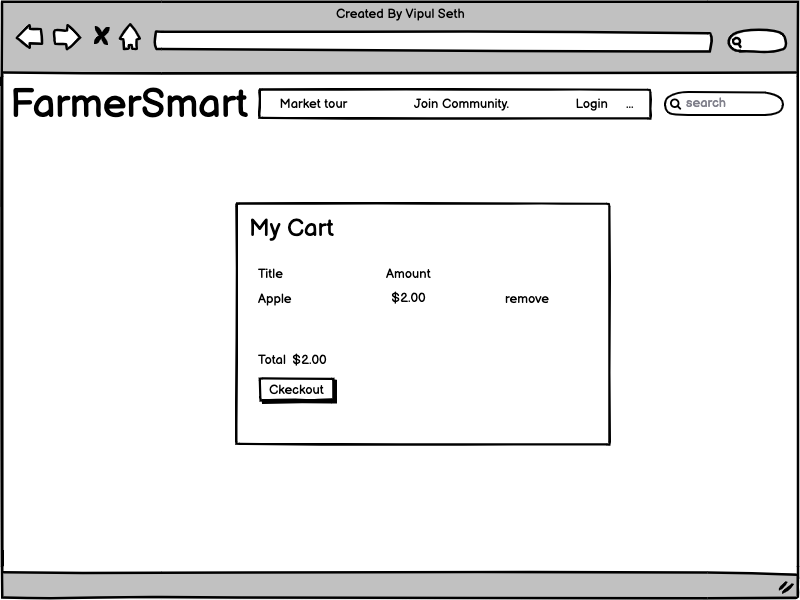 Created By Vipul Seth
FarmerSmart
Market tour Join Community. Login ... search
My Cart
Title Amount
Apple $2.00 remove
Total $2.00
Ckeckout